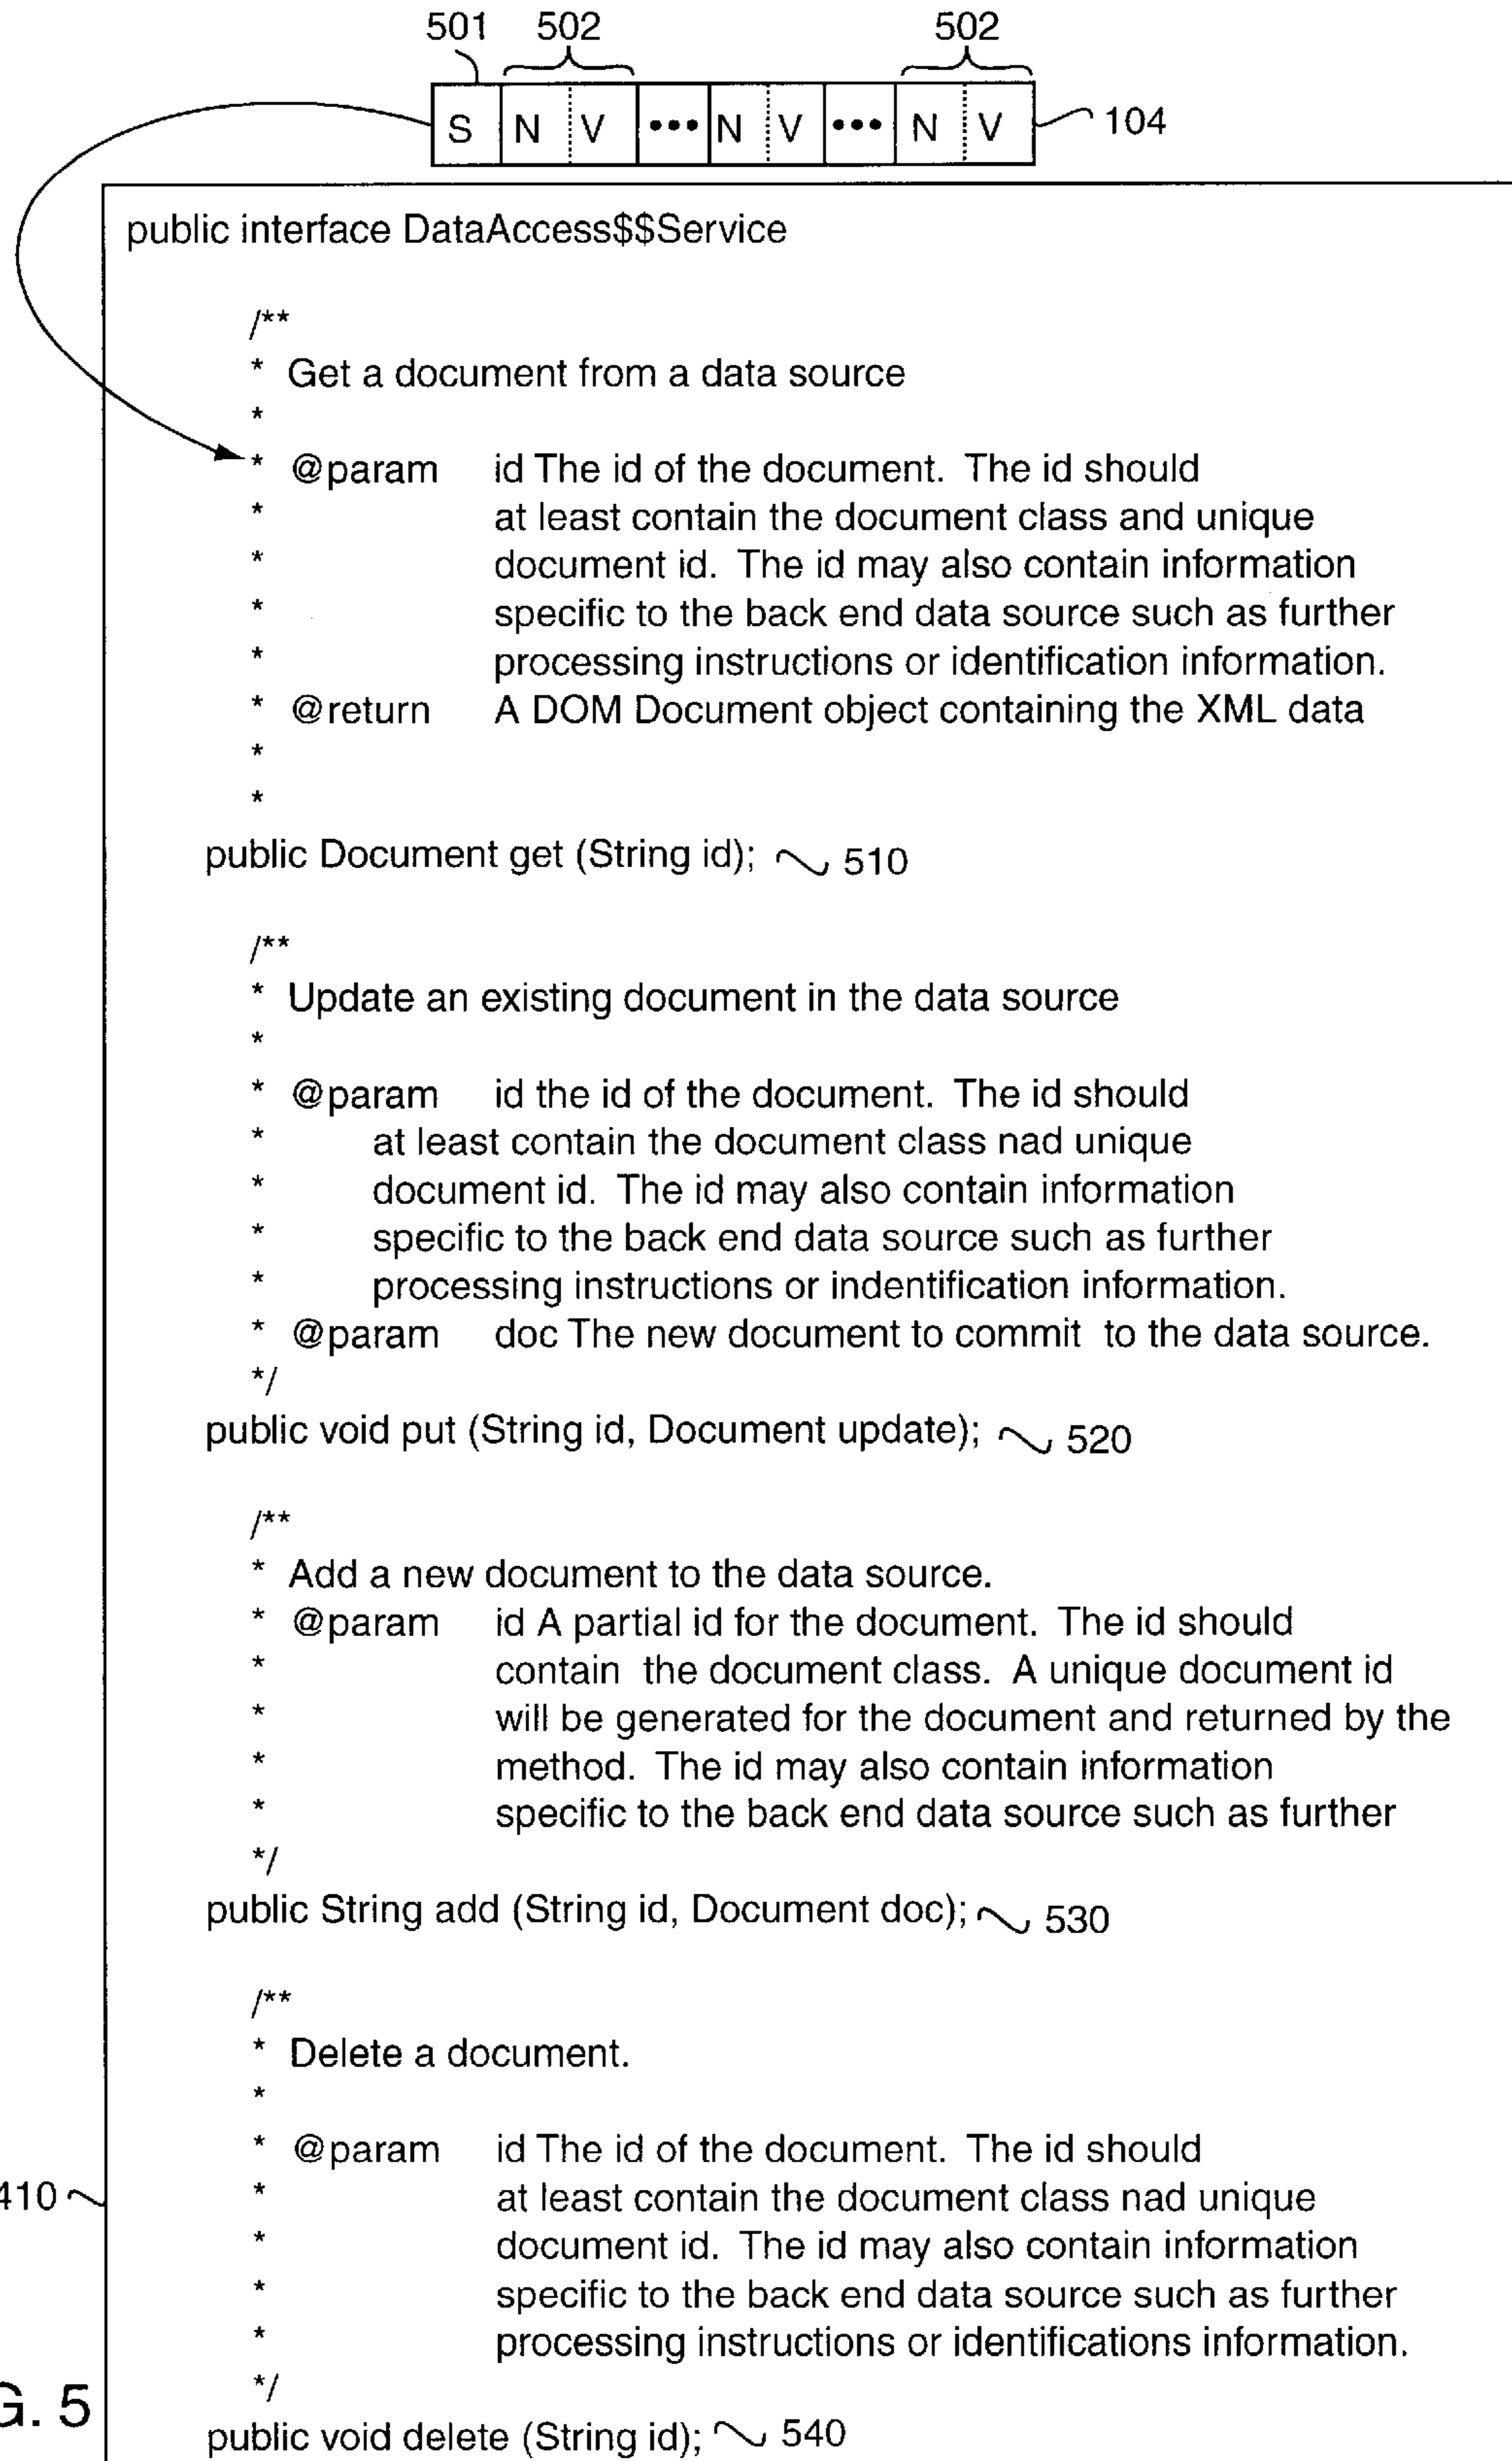 501 502 502
S N V ••• N V ••• N V 104
public interface DataAccess$$Service
/**
* Get a document from a data source
*
* @param id The id of the document. The id should
* at least contain the document class and unique
* document id. The id may also contain information
* specific to the back end data source such as further
* processing instructions or identification information.
* @return A DOM Document object containing the XML data
*
*
public Document get (String id); 510
/**
* Update an existing document in the data source
*
* @param id the id of the document. The id should
* at least contain the document class nad unique
* document id. The id may also contain information
* specific to the back end data source such as further
* processing instructions or indentification information.
* @param doc The new document to commit to the data source.
*/
public void put (String id, Document update); 520
/**
* Add a new document to the data source.
* @param id A partial id for the document. The id should
* contain the document class. A unique document id
* will be generated for the document and returned by the
* method. The id may also contain information
* specific to the back end data source such as further
*/
public String add (String id, Document doc); 530
/**
* Delete a document.
*
* @param id The id of the document. The id should
410 * at least contain the document class nad unique
* document id. The id may also contain information
* specific to the back end data source such as further
* processing instructions or identifications information.
*/
G. 5
public void delete (String id); 540